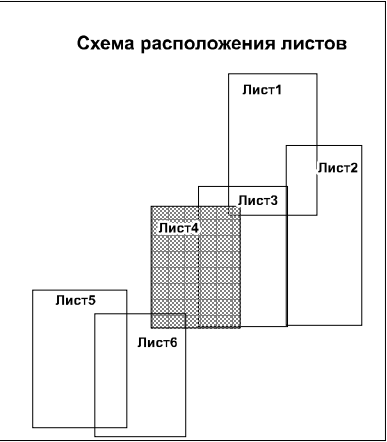 Схема расположения листов
Лист1
Лист2
Лист3
Лист4
Лист5
Лист6